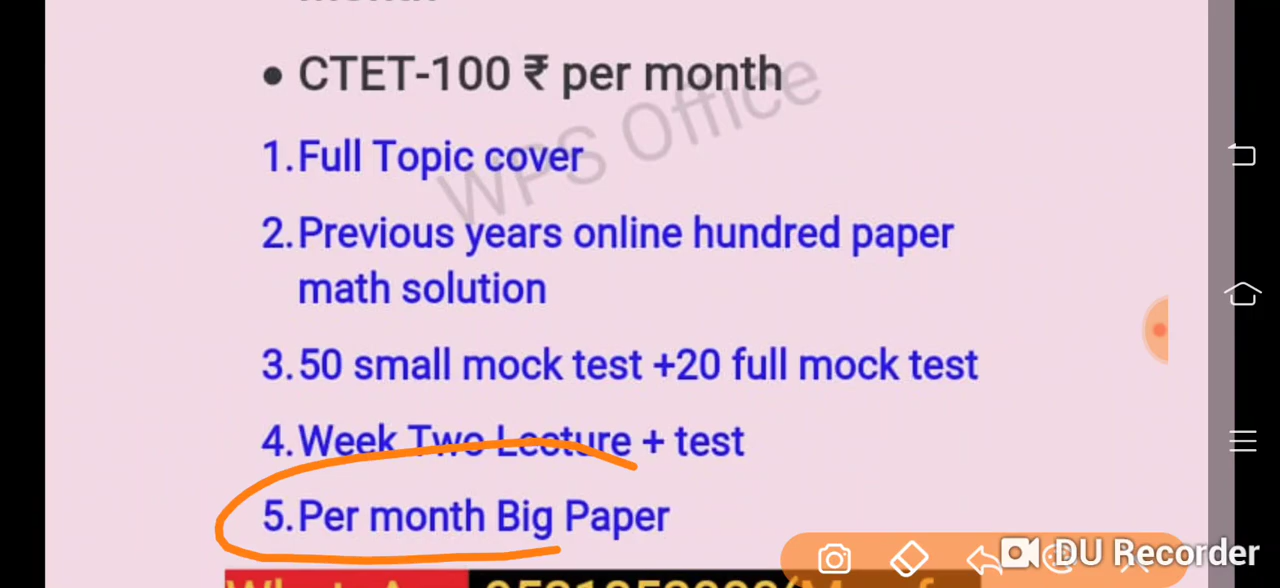 • CTET-100 ₹ per month
WPS Office
1.Full Topic cover
2.Previous years online hundred paper
math solution
3.50 small mock test +20 full mock test
4.Week Two Lecture + test
5.Per month Big Paper
DU Recorder